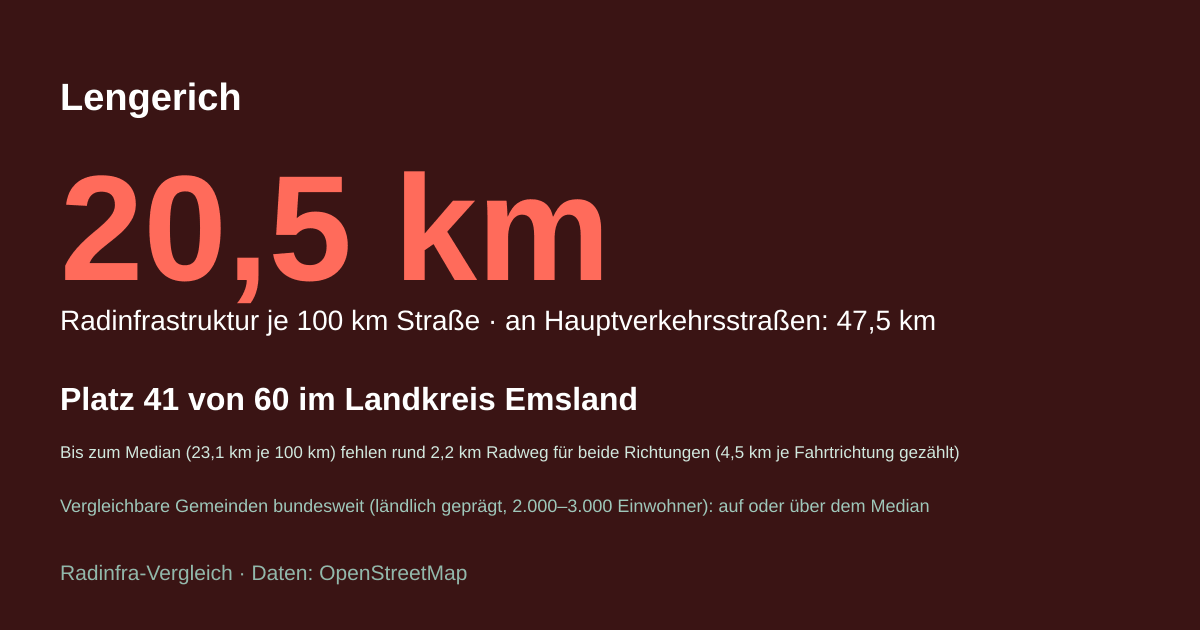 Lengerich
20,5 km
Radinfrastruktur je 100 km Straße · an Hauptverkehrsstraßen: 47,5 km
Platz 41 von 60 im Landkreis Emsland
Bis zum Median (23,1 km je 100 km) fehlen rund 2,2 km Radweg für beide Richtungen (4,5 km je Fahrtrichtung gezählt)
Vergleichbare Gemeinden bundesweit (ländlich geprägt, 2.000–3.000 Einwohner): auf oder über dem Median
Radinfra-Vergleich · Daten: OpenStreetMap